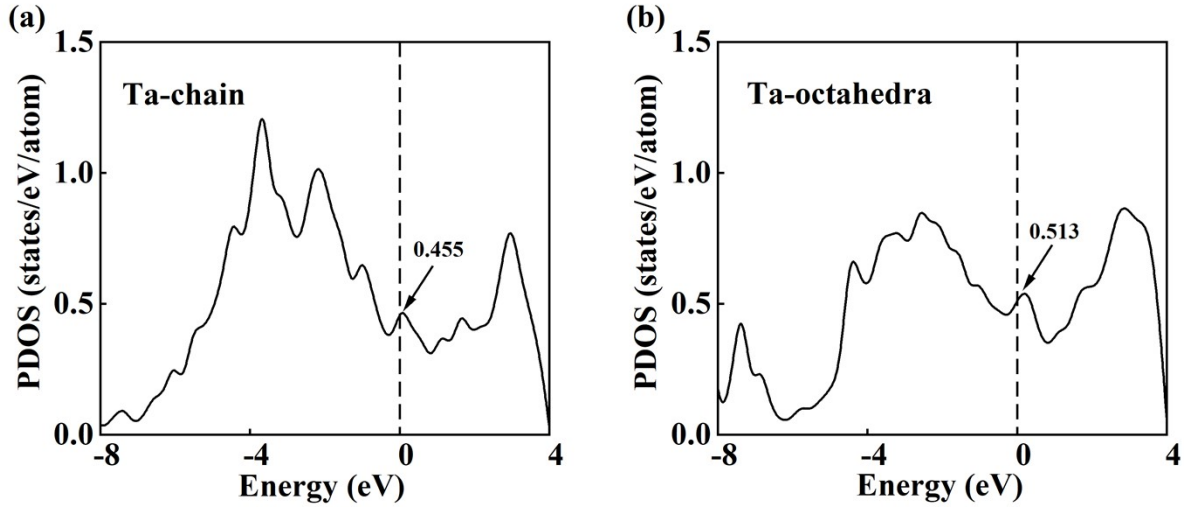 (a)
1.5
1.0
0.5
0.0
PDOS (states/eV/atom)
Ta-chain
0.455
-8
-4
0
4
Energy (eV)
(b)
1.5
1.0
0.5
0.0
PDOS (states/eV/atom)
Ta-octahedra
0.513
-8
-4
0
4
Energy (eV)